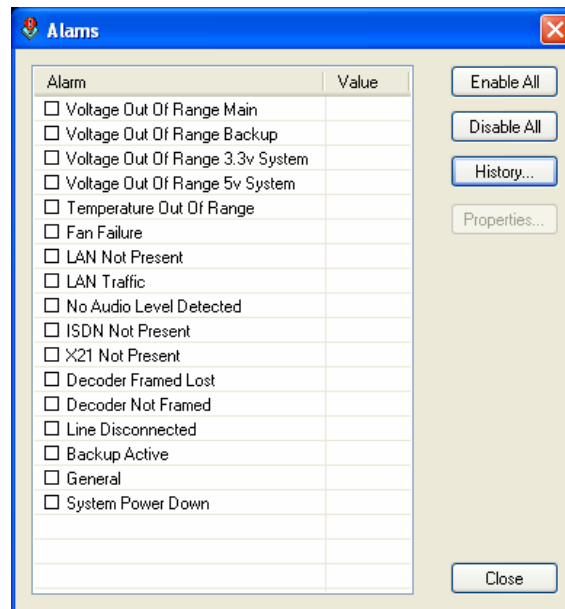 Alams
Alarm Value
Voltage Out Of Range Main
Voltage Out Of Range Backup
Voltage Out Of Range 3.3v System
Voltage Out Of Range 5v System
Temperature Out Of Range
Fan Failure
LAN Not Present
LAN Traffic
No Audio Level Detected
ISDN Not Present
X21 Not Present
Decoder Framed Lost
Decoder Not Framed
Line Disconnected
Backup Active
General
System Power Down
Enable All
Disable All
History...
Properties...
Close